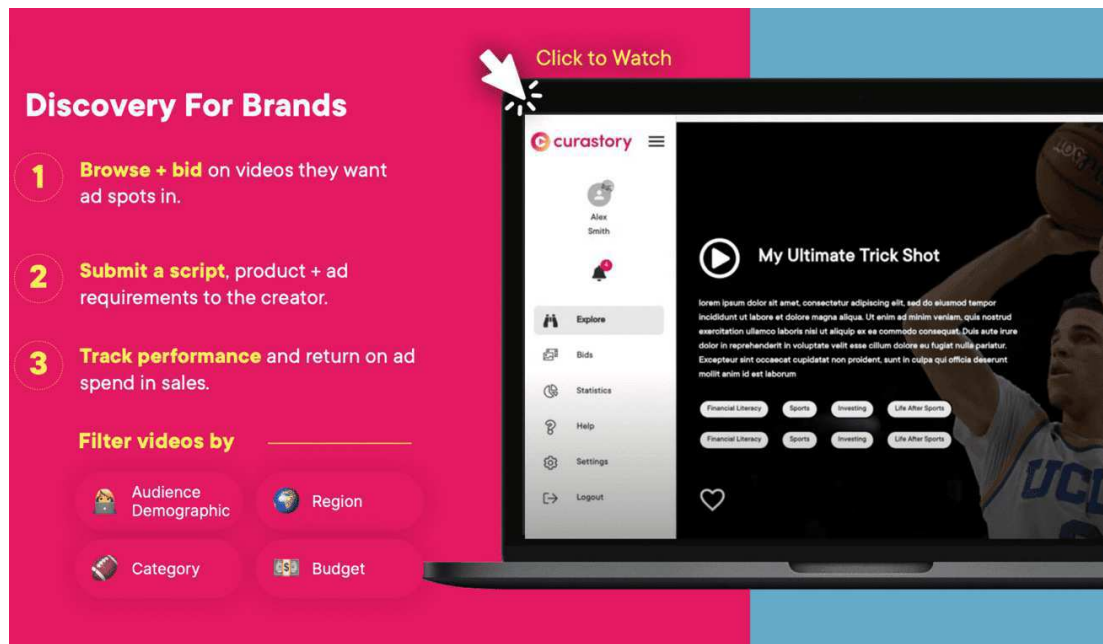 Click to Watch
Discovery For Brands
1
Browse + bid on videos they want
ad spots in.
2
Submit a script, product + ad
requirements to the creator.
3
Track performance and return on ad
spend in sales.
Filter videos by
Audience
Demographic
Region
Category
Budget
curastory
Alex
Smith
4
Explore
Bids
Statistics
Help
Settings
Logout
My Ultimate Trick Shot
lorem ipsum dolor sit amet, consectetur adipiscing elit, sed do eiusmod tempor
incididunt ut labore et dolore magna aliqua. Ut enim ad minim veniam, quis nostrud
exercitation ullamco laboris nisi ut aliquip ex ea commodo consequat. Duis aute irure
dolor in reprehenderit in voluptate velit esse cillum dolore eu fugiat nulla pariatur.
Excepteur sint occaecat cupidatat non proident, sunt in culpa qui officia deserunt
mollit anim id est laborum
Financial Literacy Sports Investing Life After Sports
Financial Literacy Sports Investing Life After Sports